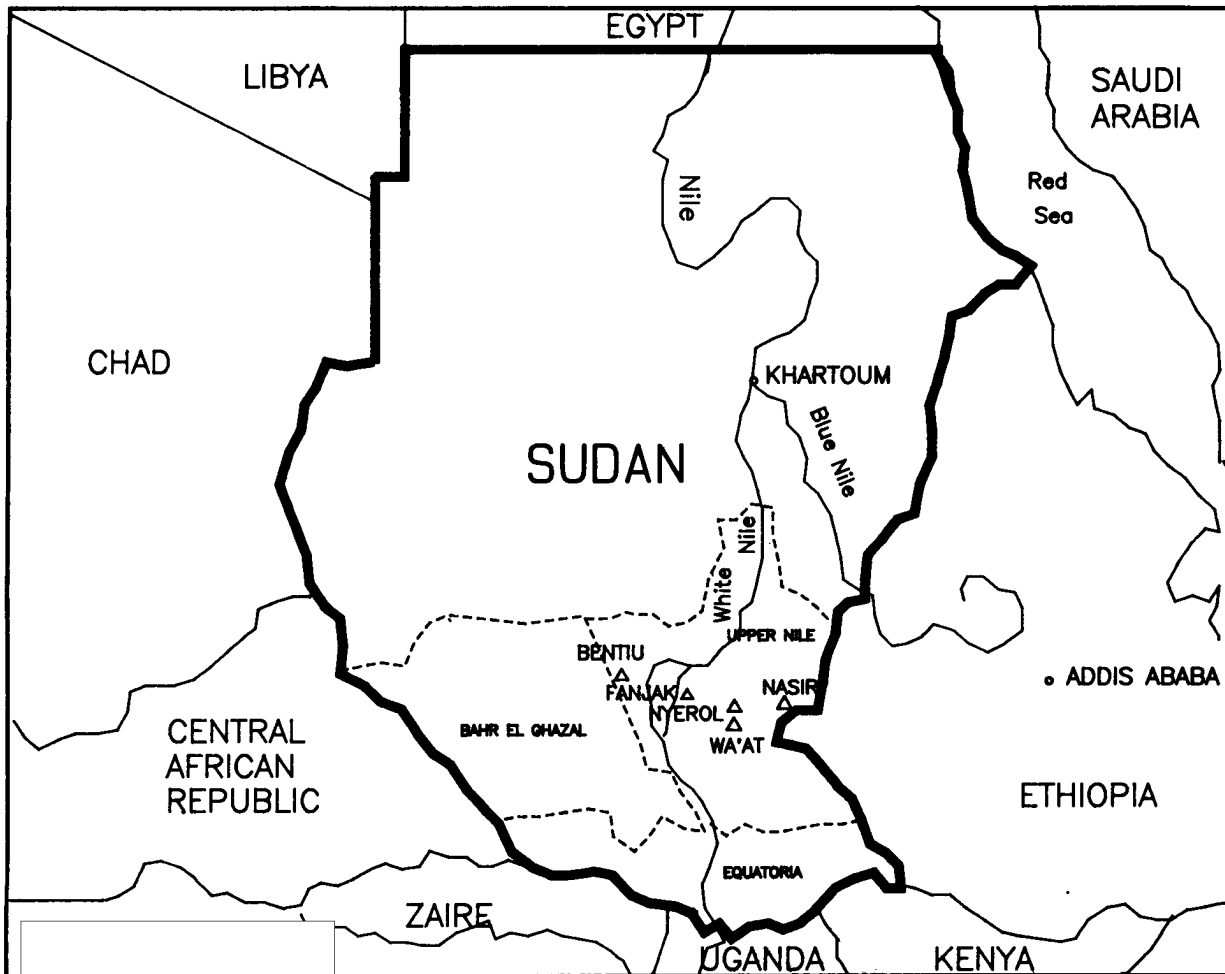 EGYPT
LIBYA
SAUDI
ARABIA
Red
Sea
Nile
CHAD
KHARTOUM
Blue Nile
SUDAN
White Nile
UPPER NILE
BENTIU
FANJAK
NASIR
NYEROL
WA'AT
BAHR EL GHAZAL
ADDIS ABABA
CENTRAL
AFRICAN
REPUBLIC
ETHIOPIA
EQUATORIA
ZAIRE
UGANDA
KENYA